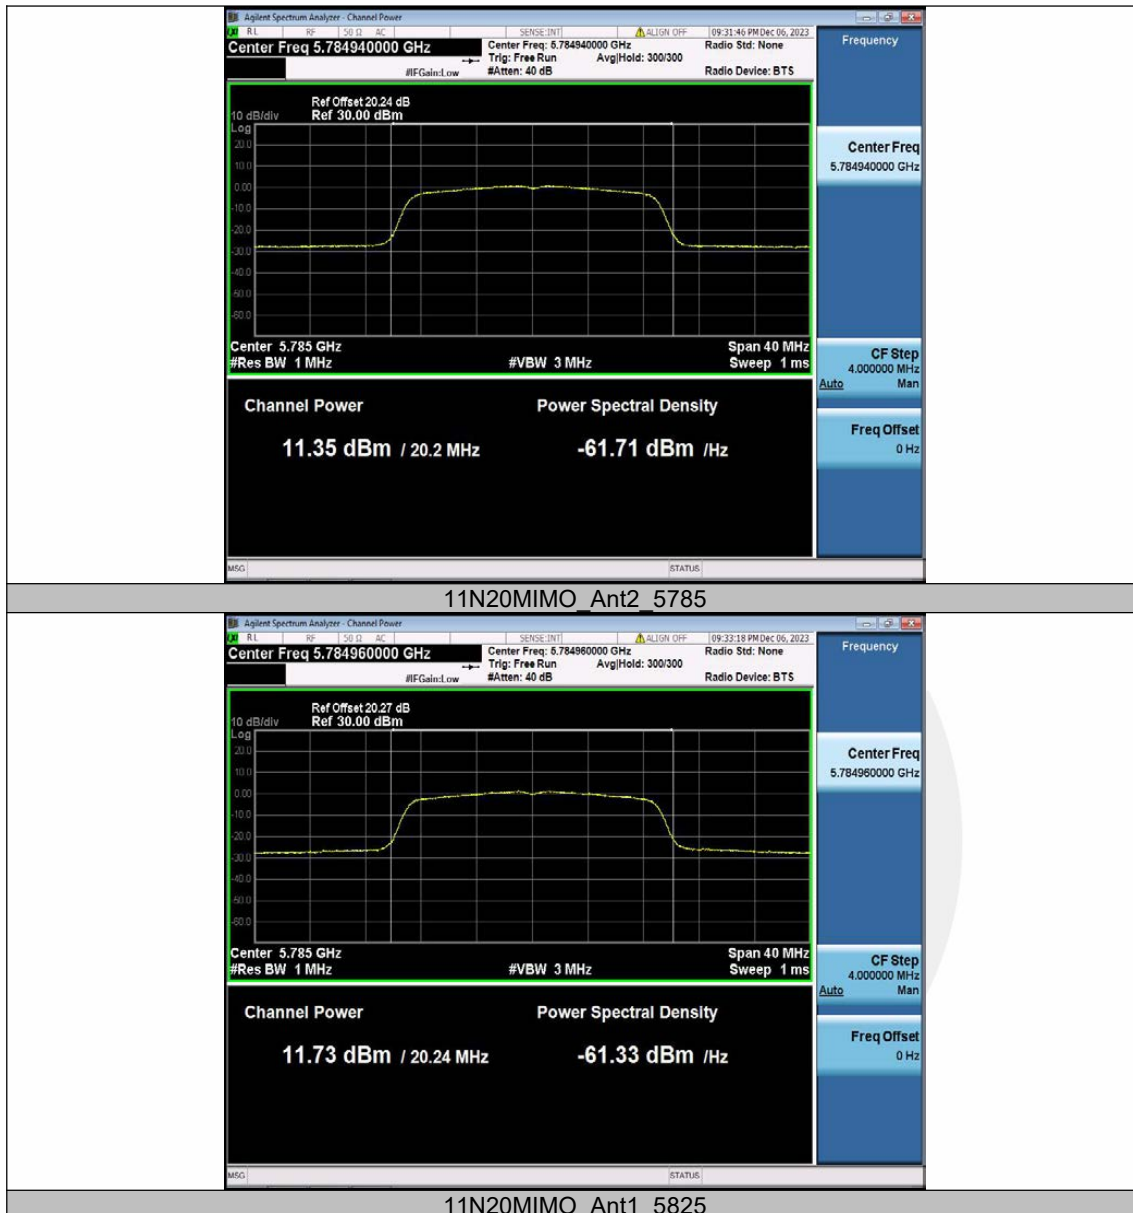 Agilent Spectrum Analyzer - Channel Power
RL RF 50 Ω AC SENSE:INT ALIGN OFF 09:31:46 PM Dec 06, 2023
Center Freq 5.784940000 GHz
Center Freq: 5.784940000 GHz
Radio Std: None
Trig: Free Run Avg|Hold: 300/300
#IFGain:Low
#Atten: 40 dB
Radio Device: BTS
Frequency
Ref Offset 20.24 dB
10 dB/div Ref 30.00 dBm
Log
20.0
10.0
0.00
-10.0
-20.0
-30.0
-40.0
-50.0
-60.0
Center 5.785 GHz Span 40 MHz
#Res BW 1 MHz #VBW 3 MHz Sweep 1 ms
Center Freq
5.784940000 GHz
CF Step
4.000000 MHz
Auto Man
Freq Offset
0 Hz
Channel Power Power Spectral Density
11.35 dBm / 20.2 MHz -61.71 dBm /Hz
MSG STATUS
11N20MIMO_Ant2_5785
Agilent Spectrum Analyzer - Channel Power
RL RF 50 Ω AC SENSE:INT ALIGN OFF 09:33:18 PM Dec 06, 2023
Center Freq 5.784960000 GHz
Center Freq: 5.784960000 GHz
Radio Std: None
Trig: Free Run Avg|Hold: 300/300
#IFGain:Low
#Atten: 40 dB
Radio Device: BTS
Frequency
Ref Offset 20.27 dB
10 dB/div Ref 30.00 dBm
Log
20.0
10.0
0.00
-10.0
-20.0
-30.0
-40.0
-50.0
-60.0
Center 5.785 GHz Span 40 MHz
#Res BW 1 MHz #VBW 3 MHz Sweep 1 ms
Center Freq
5.784960000 GHz
CF Step
4.000000 MHz
Auto Man
Freq Offset
0 Hz
Channel Power Power Spectral Density
11.73 dBm / 20.24 MHz -61.33 dBm /Hz
MSG STATUS
11N20MIMO_Ant1_5825